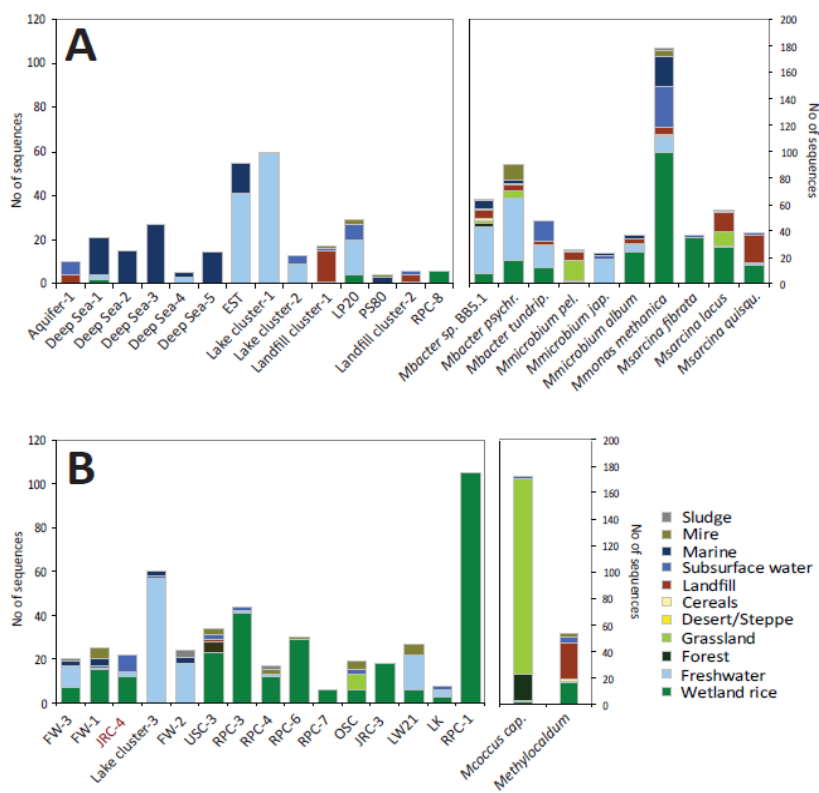 A
120
100
80
60
40
20
0
No of sequences
Aquifer-1
Deep Sea-1
Deep Sea-2
Deep Sea-3
Deep Sea-4
Deep Sea-5
EST
Lake cluster-1
Lake cluster-2
Landfill cluster-1
LP20
PS80
Landfill cluster-2
RPC-8
200
180
160
140
120
100
80
60
40
20
0
No of sequences
Mbacter sp. BB5.1
Mbacter psychr.
Mbacter tundrip.
Mmicrobium pel.
Mmicrobium jap.
Mmicrobium album
Mmonas methanica
Msarcina fibrata
Msarcina lacus
Msarcina quisqu.
B
120
100
80
60
40
20
0
No of sequences
FW-3
FW-1
JRC-4
Lake cluster-3
FW-2
USC-3
RPC-3
RPC-4
RPC-6
RPC-7
OSC
JRC-3
LW21
LK
RPC-1
200
180
160
140
120
100
80
60
40
20
0
No of sequences
Mcoccus cap.
Methylocaldum
Sludge
Mire
Marine
Subsurface water
Landfill
Cereals
Desert/Steppe
Grassland
Forest
Freshwater
Wetland rice